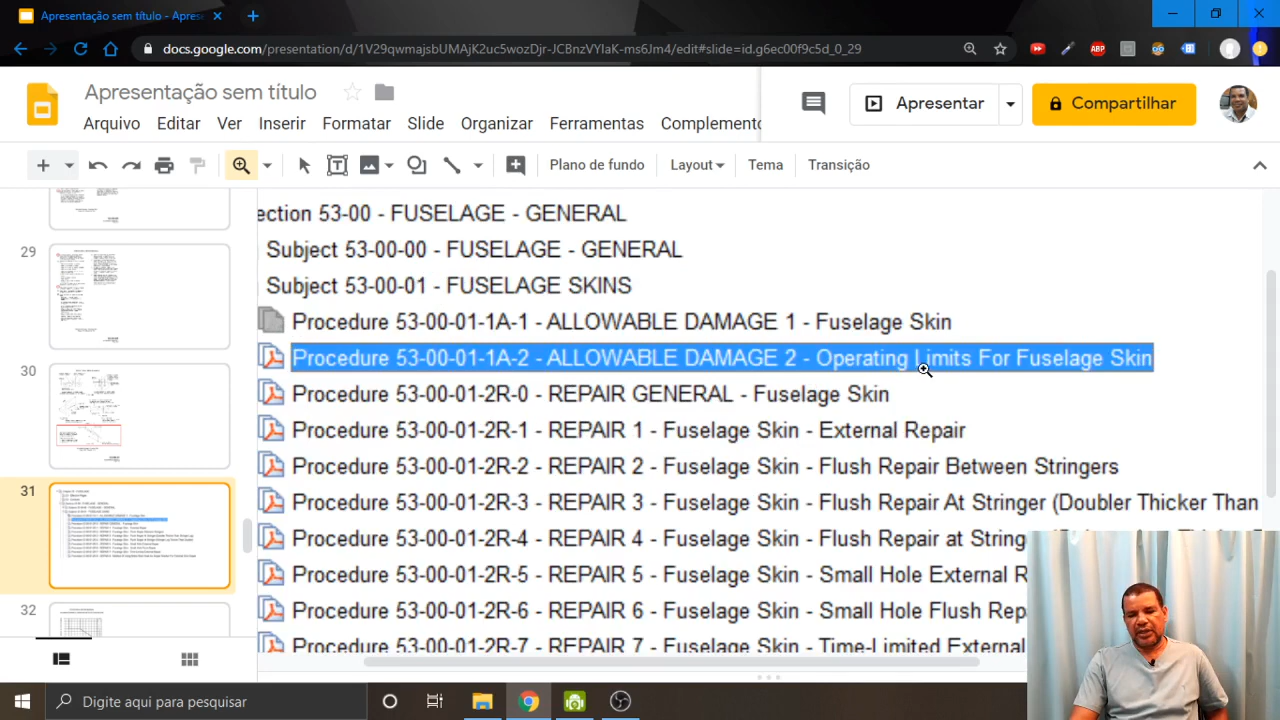 Apresentação sem título - Apres
docs.google.com/presentation/d/1V29qwmajsbUMAjK2uc5wozDjr-JCBnzVYlaK-ms6Jm4/edit#slide=id.g6ec00f9c5d_0_29
ABP
Apresentação sem título
Apresentar
Compartilhar
Arquivo Editar Ver Inserir Formatar Slide Organizar Ferramentas Complemento
Plano de fundo Layout Tema Transição
29
30
31
32
ection 53-00 - FUSELAGE - GENERAL
Subject 53-00-00 - FUSELAGE - GENERAL
Subject 53-00-01 - FUSELAGE SKINS
Procedure 53-00-01-1A-1 - ALLOWABLE DAMAGE 1 - Fuselage Skin
Procedure 53-00-01-1A-2 - ALLOWABLE DAMAGE 2 - Operating Limits For Fuselage Skin
Procedure 53-00-01-2R-0 - REPAIR GENERAL - Fuselage Skin
Procedure 53-00-01-2R-1 - REPAIR 1 - Fuselage Skin - External Repair
Procedure 53-00-01-2R-2 - REPAIR 2 - Fuselage Skin - Flush Repair Between Stringers
Procedure 53-00-01-2R-3 - REPAIR 3 - Fuselage Skin - Flush Repair At Stringer (Doubler Thicker Than
Procedure 53-00-01-2R-4 - REPAIR 4 - Fuselage Skin - Flush Repair at String
Procedure 53-00-01-2R-5 - REPAIR 5 - Fuselage Skin - Small Hole External R
Procedure 53-00-01-2R-6 - REPAIR 6 - Fuselage Skin - Small Hole Flush Rep
Procedure 53-00-01-2R-7 - REPAIR 7 - Fuselage Skin - Time-Limited External
Digite aqui para pesquisar